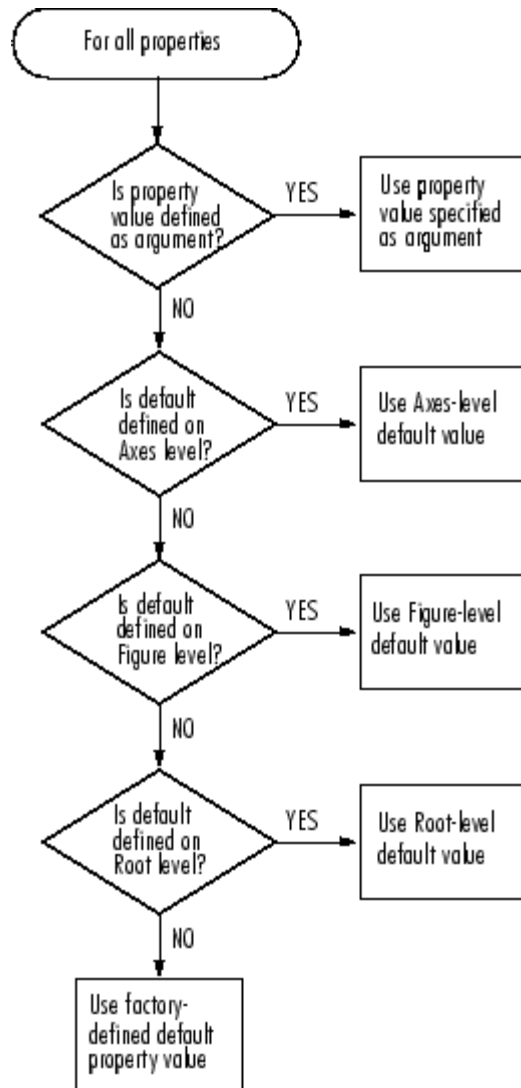 For all properties
Is property
value defined
as argument?
YES
Use property
value specified
as argument
NO
Is default
defined on
Axes level?
YES
Use Axes-level
default value
NO
Is default
defined on
Figure level?
YES
Use Figure-level
default value
NO
Is default
defined on
Root level?
YES
Use Root-level
default value
NO
Use factory-
defined default
property value